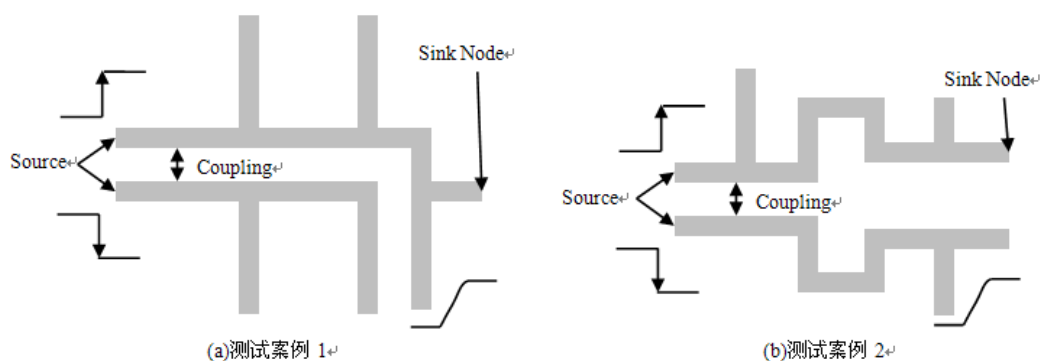 Sink Node↵
Source↵
Coupling↵
(a)测试案例 1↵
Sink Node↵
Source↵
Coupling↵
(b)测试案例 2↵